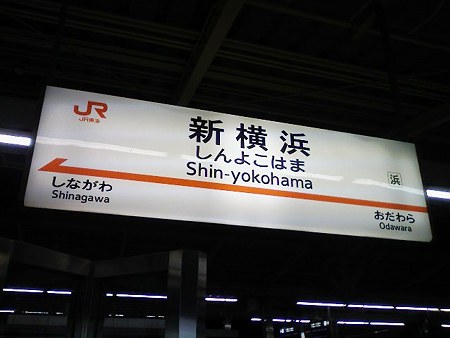 JR
JR東海
新横浜
しんよこはま
Shin-yokohama
浜
しながわ
Shinagawa
おだわら
Odawara